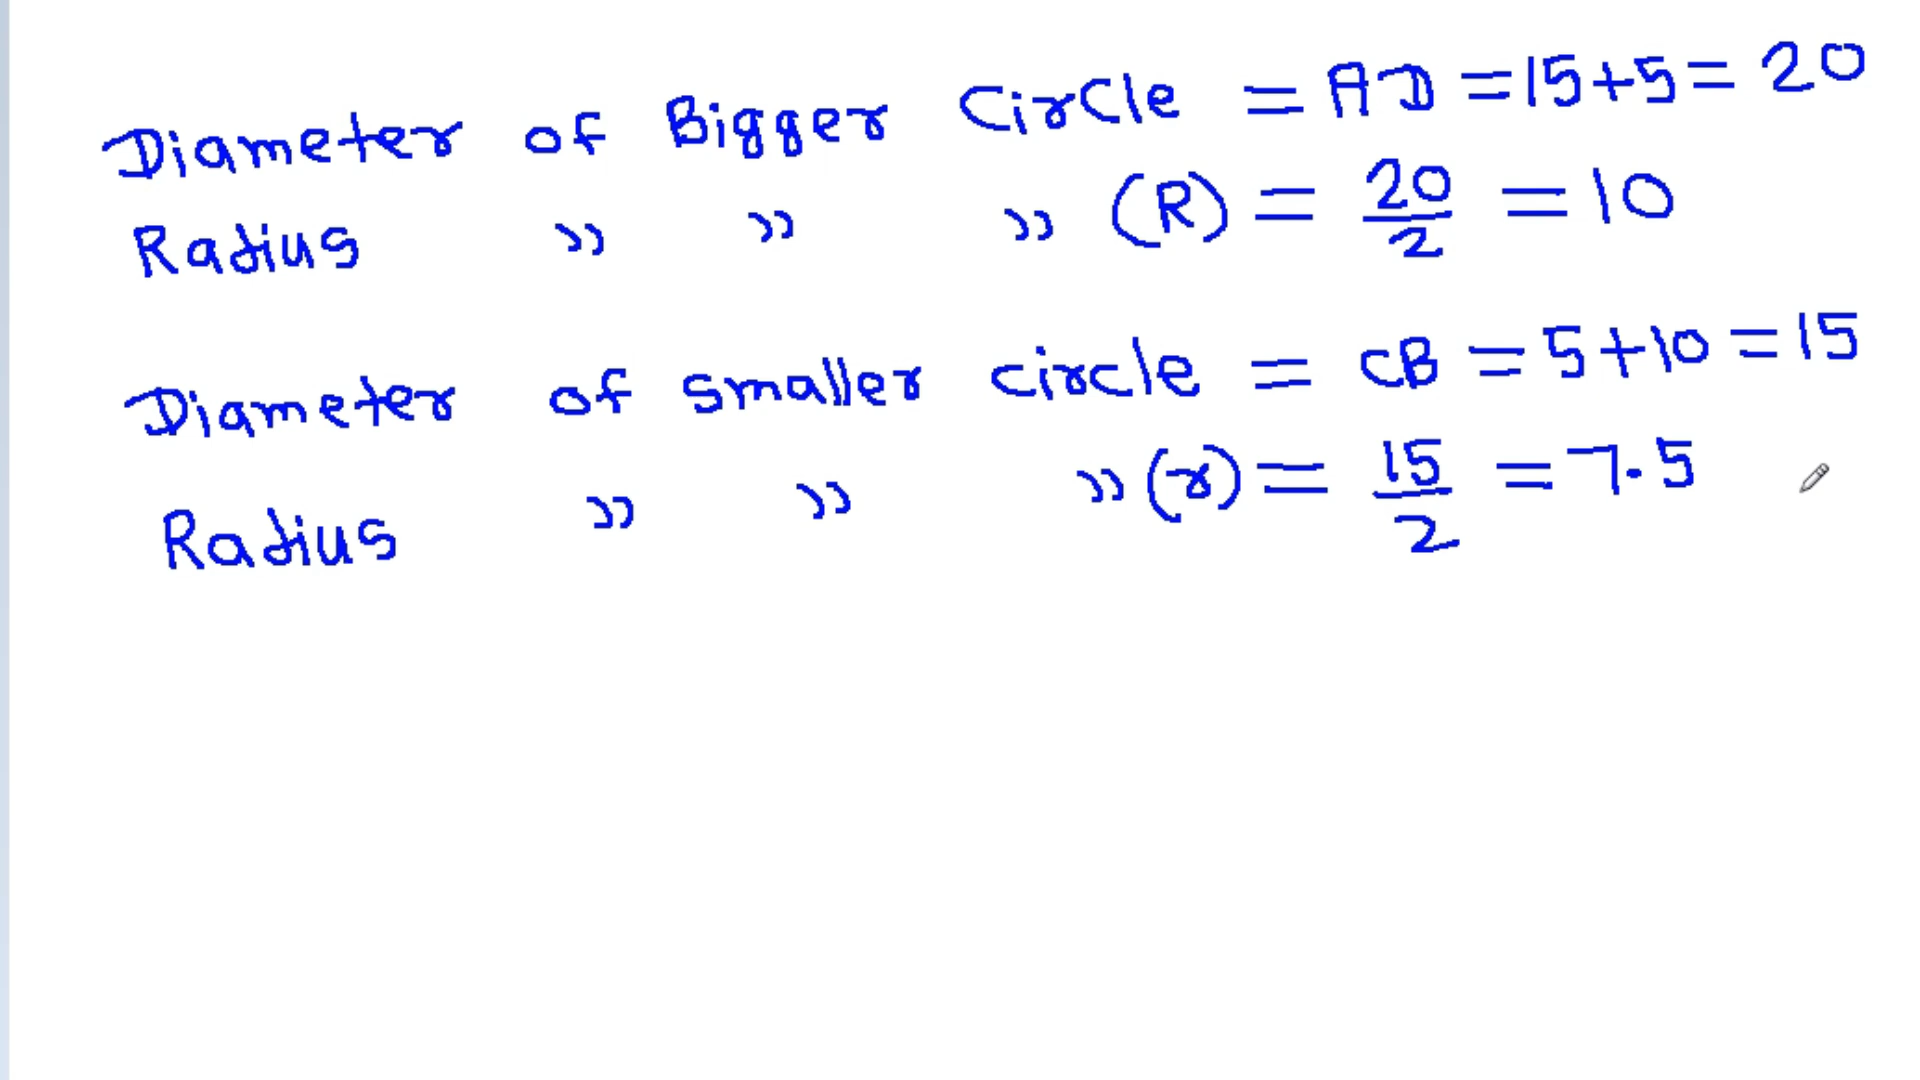 Diameter of Bigger Circle = AD = 15+5 = 20
Radius " " " (R) = 20/2 = 10
Diameter of smaller circle = CB = 5+10 = 15
Radius " " " (r) = 15/2 = 7.5